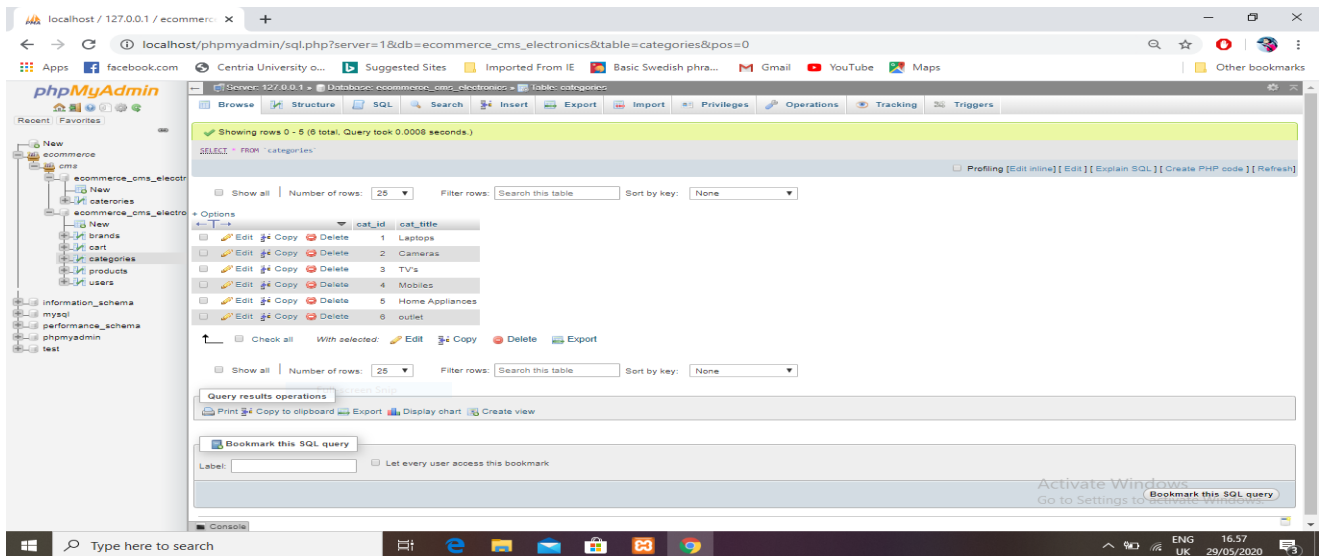 localhost / 127.0.0.1 / ecommerc
localhost/phpmyadmin/sql.php?server=1&db=ecommerce_cms_electronics&table=categories&pos=0
Apps facebook.com Centria University o... Suggested Sites Imported From IE Basic Swedish phra... Gmail YouTube Maps Other bookmarks
phpMyAdmin
Recent Favorites
New
ecommerce
cms
ecommerce_cms_elecctr
New
caterories
ecommerce_cms_electro
New
brands
cart
categories
products
users
information_schema
mysql
performance_schema
phpmyadmin
test
Server: 127.0.0.1 » Database: ecommerce_cms_electronics » Table: categories
Browse Structure SQL Search Insert Export Import Privileges Operations Tracking Triggers
Showing rows 0 - 5 (6 total, Query took 0.0008 seconds.)
SELECT * FROM `categories`
Profiling [Edit inline] [ Edit ] [ Explain SQL ] [ Create PHP code ] [ Refresh]
Show all Number of rows: 25 Filter rows: Search this table Sort by key: None
+ Options
←T→ cat_id cat_title
Edit Copy Delete 1 Laptops
Edit Copy Delete 2 Cameras
Edit Copy Delete 3 TV's
Edit Copy Delete 4 Mobiles
Edit Copy Delete 5 Home Appliances
Edit Copy Delete 6 outlet
Check all With selected: Edit Copy Delete Export
Show all Number of rows: 25 Filter rows: Search this table Sort by key: None
Query results operations
Print Copy to clipboard Export Display chart Create view
Bookmark this SQL query
Label: Let every user access this bookmark
Activate Windows
Go to Settings to activate Windows.
Bookmark this SQL query
Console
Type here to search
ENG 16.57
UK 29/05/2020
3